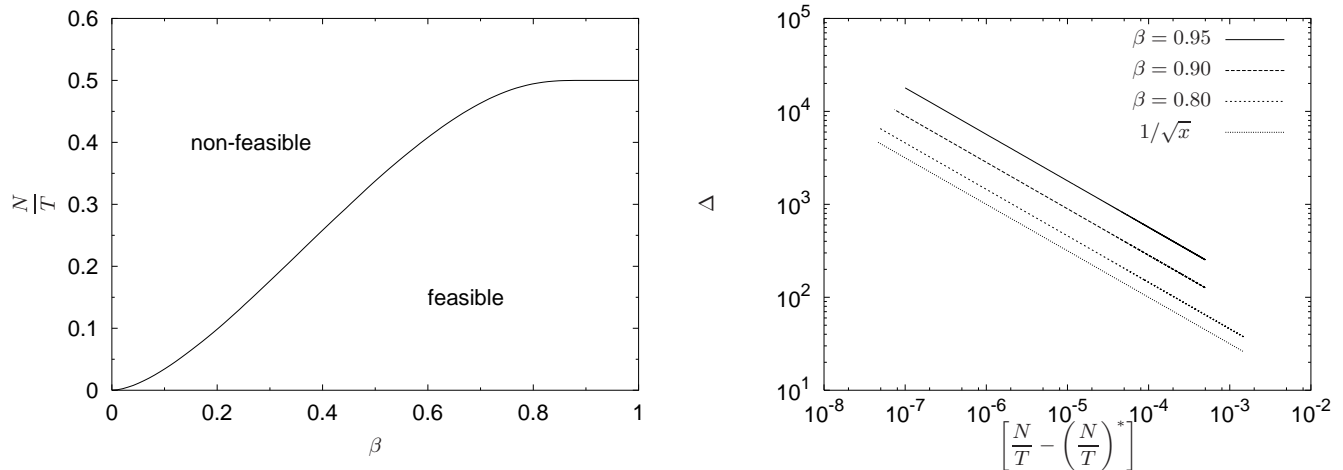 0.6
0.5
0.4
0.3
0.2
0.1
0
N/T
non-feasible
feasible
0 0.2 0.4 0.6 0.8 1
β
10^5
10^4
10^3
10^2
10^1
Δ
β = 0.95
β = 0.90
β = 0.80
1/√x
10^-8 10^-7 10^-6 10^-5 10^-4 10^-3 10^-2
[N/T − (N/T)^*]